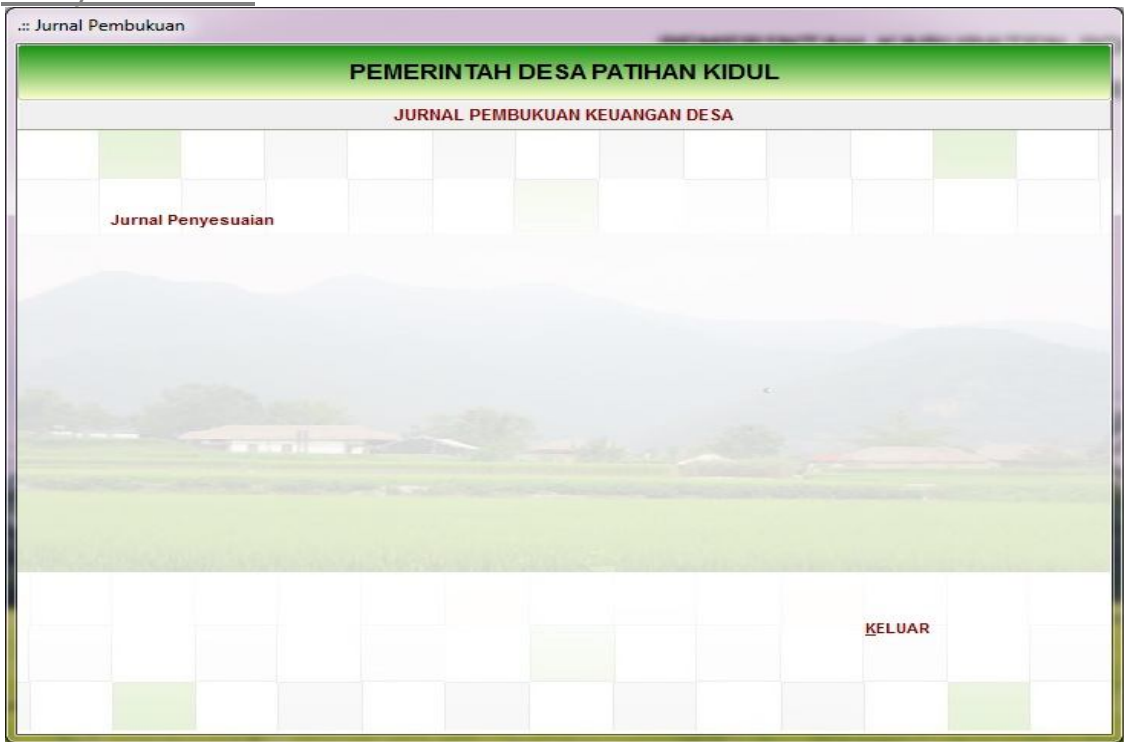 .:: Jurnal Pembukuan
PEMERINTAH DESA PATIHAN KIDUL
JURNAL PEMBUKUAN KEUANGAN DESA
Jurnal Penyesuaian
KELUAR